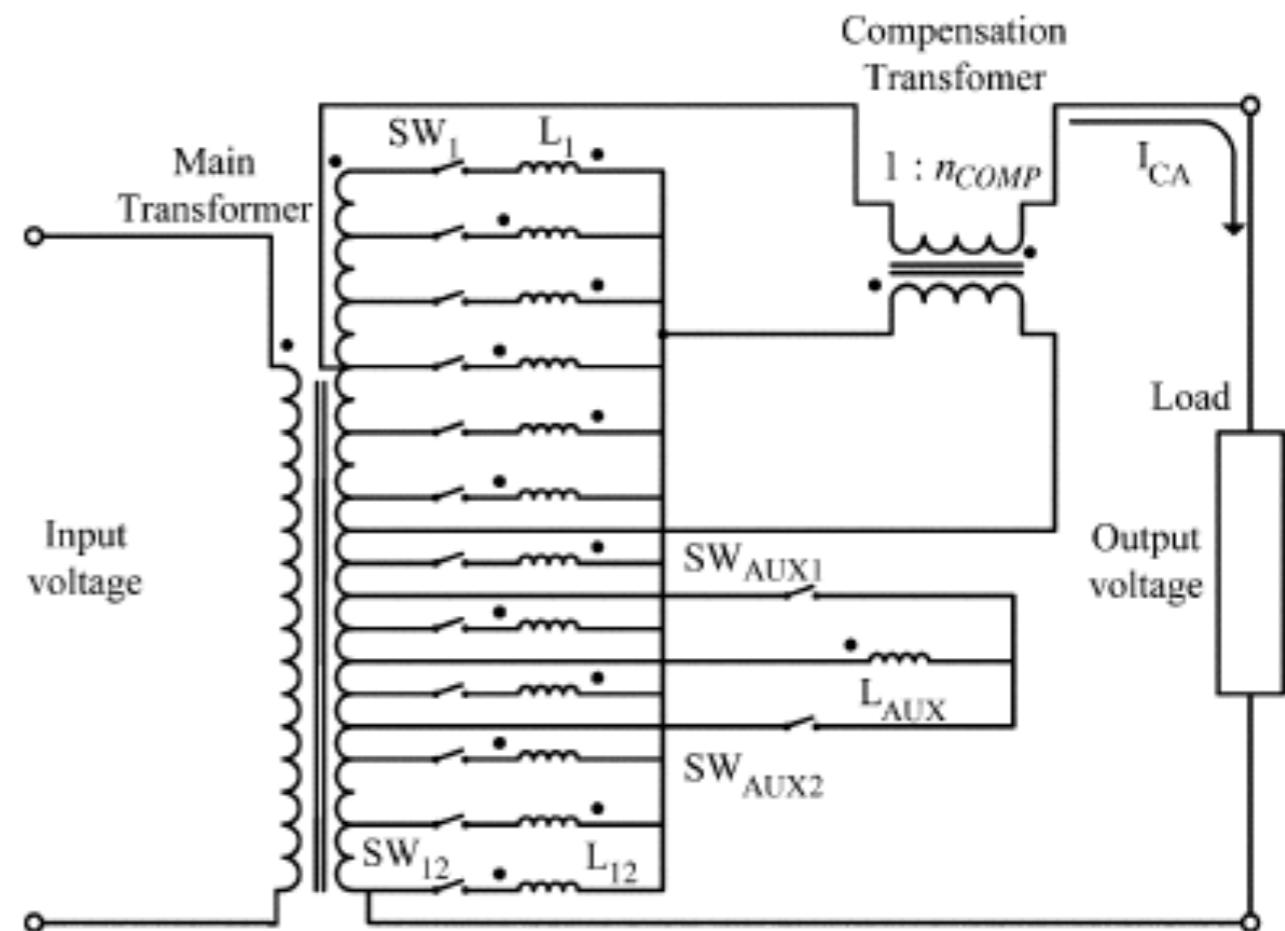 Compensation
Transfomer
SW1
L1
Main
Transformer
1 : nCOMP
ICA
Load
Input
voltage
SWAUX1
Output
voltage
LAUX
SWAUX2
SW12
L12